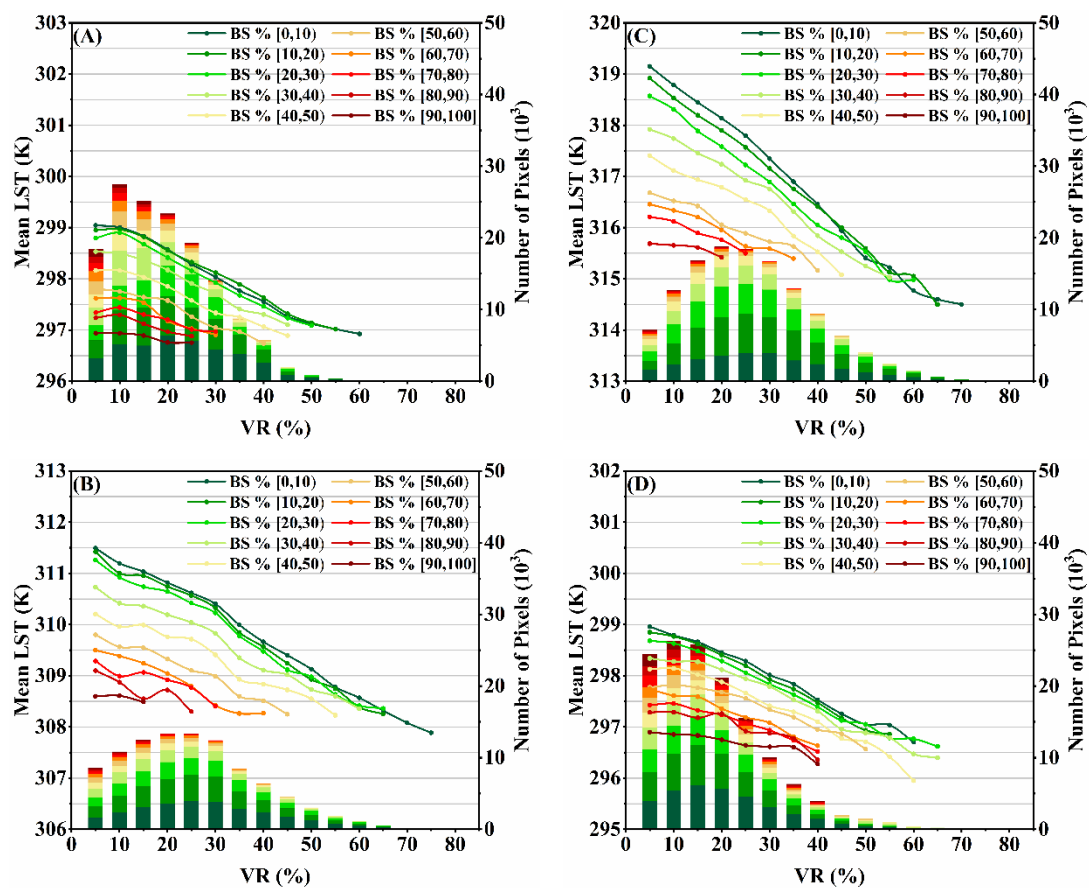 (A)
Mean LST (K)
303
302
301
300
299
298
297
296
BS % [0,10) BS % [50,60)
BS % [10,20) BS % [60,70)
BS % [20,30) BS % [70,80)
BS % [30,40) BS % [80,90)
BS % [40,50) BS % [90,100]
50
40
30
20
10
0
Number of Pixels (10³)
0 10 20 30 40 50 60 70 80
VR (%)
(C)
Mean LST (K)
320
319
318
317
316
315
314
313
BS % [0,10) BS % [50,60)
BS % [10,20) BS % [60,70)
BS % [20,30) BS % [70,80)
BS % [30,40) BS % [80,90)
BS % [40,50) BS % [90,100]
50
40
30
20
10
0
Number of Pixels (10³)
0 10 20 30 40 50 60 70 80
VR (%)
(B)
Mean LST (K)
313
312
311
310
309
308
307
306
BS % [0,10) BS % [50,60)
BS % [10,20) BS % [60,70)
BS % [20,30) BS % [70,80)
BS % [30,40) BS % [80,90)
BS % [40,50) BS % [90,100]
50
40
30
20
10
0
Number of Pixels (10³)
0 10 20 30 40 50 60 70 80
VR (%)
(D)
Mean LST (K)
302
301
300
299
298
297
296
295
BS % [0,10) BS % [50,60)
BS % [10,20) BS % [60,70)
BS % [20,30) BS % [70,80)
BS % [30,40) BS % [80,90)
BS % [40,50) BS % [90,100]
50
40
30
20
10
0
Number of Pixels (10³)
0 10 20 30 40 50 60 70 80
VR (%)